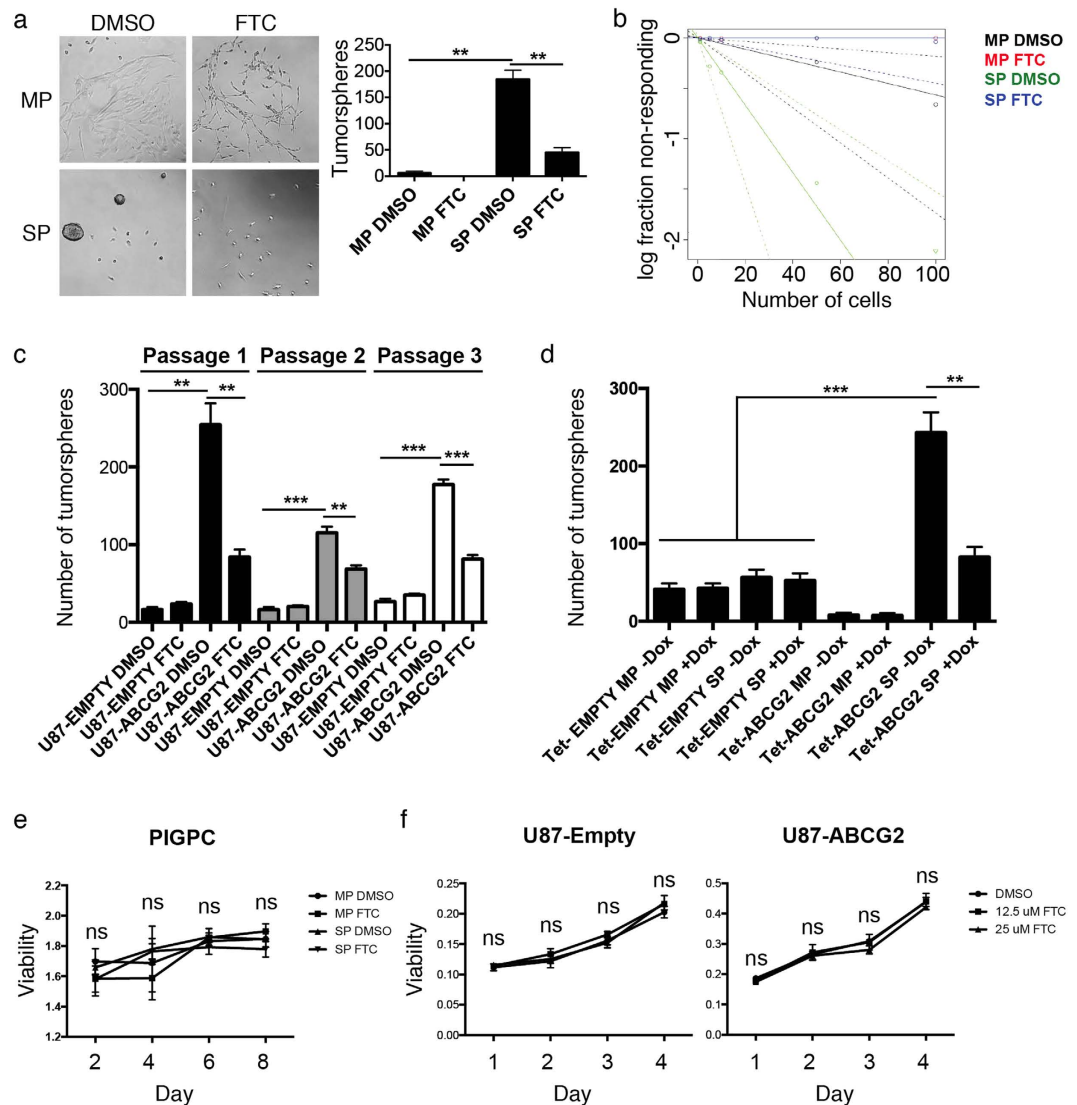 a
DMSO
FTC
MP
SP
Tumorspheres
250
200
150
100
50
0
**
**
MP DMSO
MP FTC
SP DMSO
SP FTC
b
log fraction non-responding
0
-1
-2
0
20
40
60
80
100
Number of cells
MP DMSO
MP FTC
SP DMSO
SP FTC
c
Passage 1
Passage 2
Passage 3
Number of tumorspheres
300
200
100
0
**
**
***
**
***
***
U87-EMPTY DMSO
U87-EMPTY FTC
U87-ABCG2 DMSO
U87-ABCG2 FTC
U87-EMPTY DMSO
U87-EMPTY FTC
U87-ABCG2 DMSO
U87-ABCG2 FTC
U87-EMPTY DMSO
U87-EMPTY FTC
U87-ABCG2 DMSO
U87-ABCG2 FTC
d
Number of tumorspheres
300
200
100
0
***
**
Tet-EMPTY MP -Dox
Tet-EMPTY MP +Dox
Tet-EMPTY SP -Dox
Tet-EMPTY SP +Dox
Tet-ABCG2 MP -Dox
Tet-ABCG2 MP +Dox
Tet-ABCG2 SP -Dox
Tet-ABCG2 SP +Dox
e
PIGPC
Viability
2.2
2.0
1.8
1.6
1.4
1.2
ns
ns
ns
ns
2
4
6
8
Day
MP DMSO
MP FTC
SP DMSO
SP FTC
f
U87-Empty
Viability
0.25
0.20
0.15
0.10
0.05
0.00
ns
ns
ns
ns
1
2
3
4
Day
U87-ABCG2
0.5
0.4
0.3
0.2
0.1
0.0
ns
ns
ns
ns
1
2
3
4
Day
DMSO
12.5 uM FTC
25 uM FTC